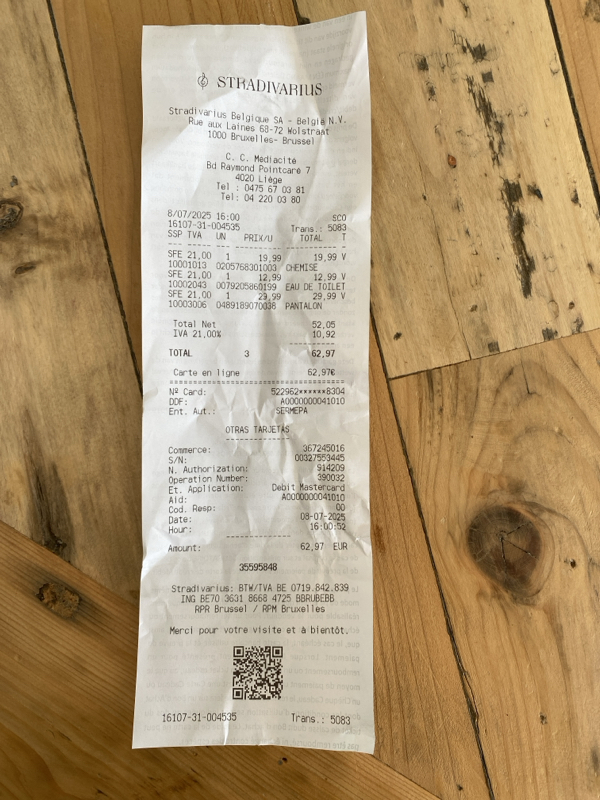 STRADIVARIUS
Stradivarius Belgique SA - Belgie N.V.
Rue aux Laines 68-72 Wolstraat
1000 Bruxelles- Brussel
C. C. Mediacite
Bd Raymond Pointcare 7
4020 Liège
Tel : 0475 67 03 81
Tel: 04 220 03 80
8/07/2025 16:00 SCO
16107-31-004535 Trans.: 5083
SSP TVA UN PRIX/U TOTAL T
SFE 21,00 1 19,99 19,99 V
10001013 0205768301003 CHEMISE
SFE 21,00 1 12,99 12,99 V
10002043 0079205860199 EAU DE TOILET
SFE 21,00 1 29,99 29,99 V
10003006 0489189070038 PANTALON
Total Net 52,05
IVA 21,00% 10,92
TOTAL 3 62,97
Carte en ligne 62,97€
Nº Card: 522962******8304
DDF: A0000000041010
Ent. Aut.: SERMEPA
OTRAS TARJETAS
Commerce: 367245016
S/N: 00327553445
N. Authorization: 914209
Operation Number: 390032
Et. Application: Debit Mastercard
Aid: A0000000041010
Cod. Resp: 00
Date: 08-07-2025
Hour: 16:00:52
Amount: 62,97 EUR
35595848
Stradivarius: BTW/TVA BE 0719.842.839
ING BE70 3631 8668 4725 BBRUBEBB
RPR Brussel / RPM Bruxelles
Merci pour votre visite et à bientôt.
16107-31-004535 Trans.: 5083